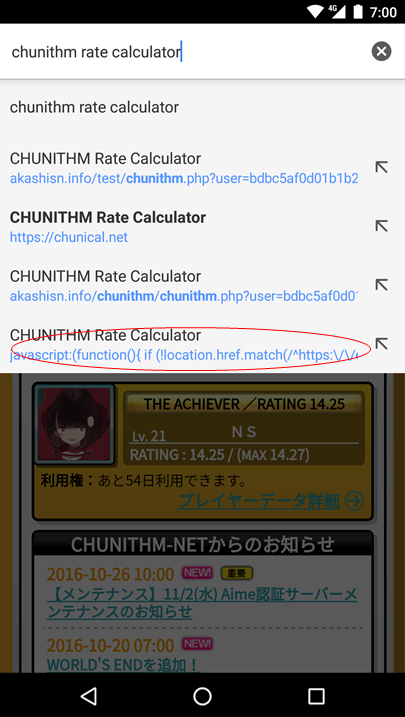 4G 7:00
chunithm rate calculator
chunithm rate calculator
CHUNITHM Rate Calculator
akashisn.info/test/chunithm.php?user=bdbc5af0d01b1b2
CHUNITHM Rate Calculator
https://chunical.net
CHUNITHM Rate Calculator
akashisn.info/chunithm/chunithm.php?user=bdbc5af0d01
CHUNITHM Rate Calculator
javascript:(function(){ if (!location.href.match(/^https:\/\/
THE ACHIEVER ／RATING 14.25
Lv. 21 ＮＳ
RATING : 14.25 / (MAX 14.27)
利用権：あと54日利用できます。
プレイヤーデータ詳細
CHUNITHM-NETからのお知らせ
2016-10-26 10:00 NEW! 重要
【メンテナンス】11/2(水) Aime認証サーバーメ
ンテナンスのお知らせ
2016-10-20 07:00 NEW!
WORLD'S ENDを追加！